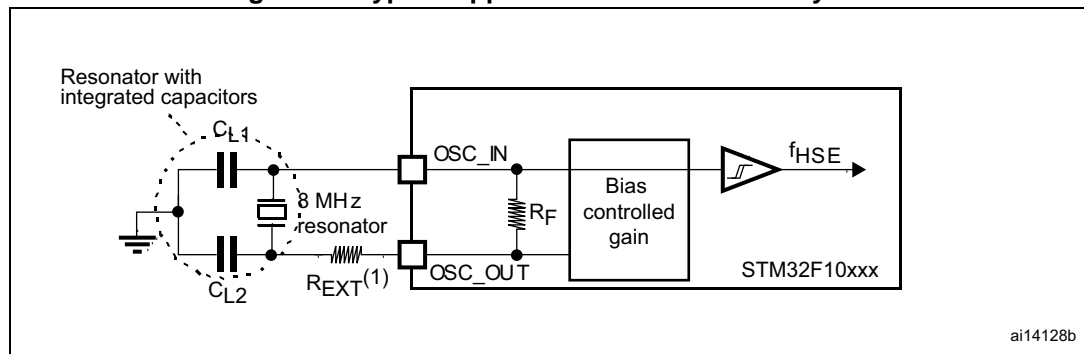 Resonator with
integrated capacitors
CL1
OSC_IN
fHSE
8 MHz
resonator
RF
Bias
controlled
gain
OSC_OUT
STM32F10xxx
REXT(1)
CL2
ai14128b